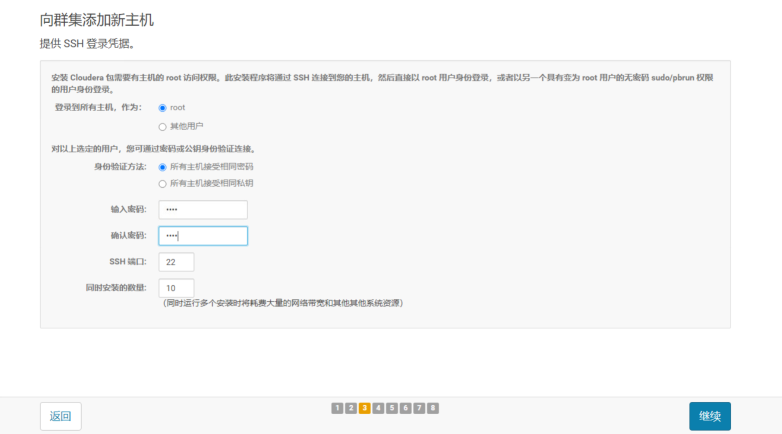 向群集添加新主机
提供 SSH 登录凭据。
安装 Cloudera 包需要有主机的 root 访问权限。此安装程序将通过 SSH 连接到您的主机，然后直接以 root 用户身份登录，或者以另一个具有变为 root 用户的无密码 sudo/pbrun 权限
的用户身份登录。
登录到所有主机，作为： root
其他用户
对以上选定的用户，您可通过密码或公钥身份验证连接。
身份验证方法: 所有主机接受相同密码
所有主机接受相同私钥
输入密码: ••••
确认密码: ••••
SSH 端口: 22
同时安装的数量: 10
（同时运行多个安装时将耗费大量的网络带宽和其他其他系统资源）
返回 1 2 3 4 5 6 7 8 继续